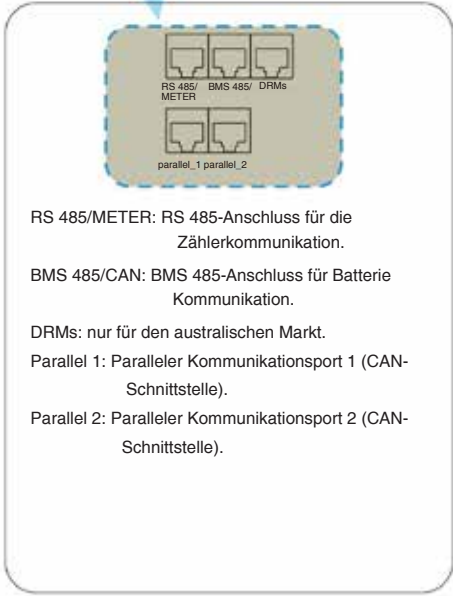 RS 485/ BMS 485/ DRMs
METER
parallel_1 parallel_2
RS 485/METER: RS 485-Anschluss für die
Zählerkommunikation.
BMS 485/CAN: BMS 485-Anschluss für Batterie
Kommunikation.
DRMs: nur für den australischen Markt.
Parallel 1: Paralleler Kommunikationsport 1 (CAN-
Schnittstelle).
Parallel 2: Paralleler Kommunikationsport 2 (CAN-
Schnittstelle).